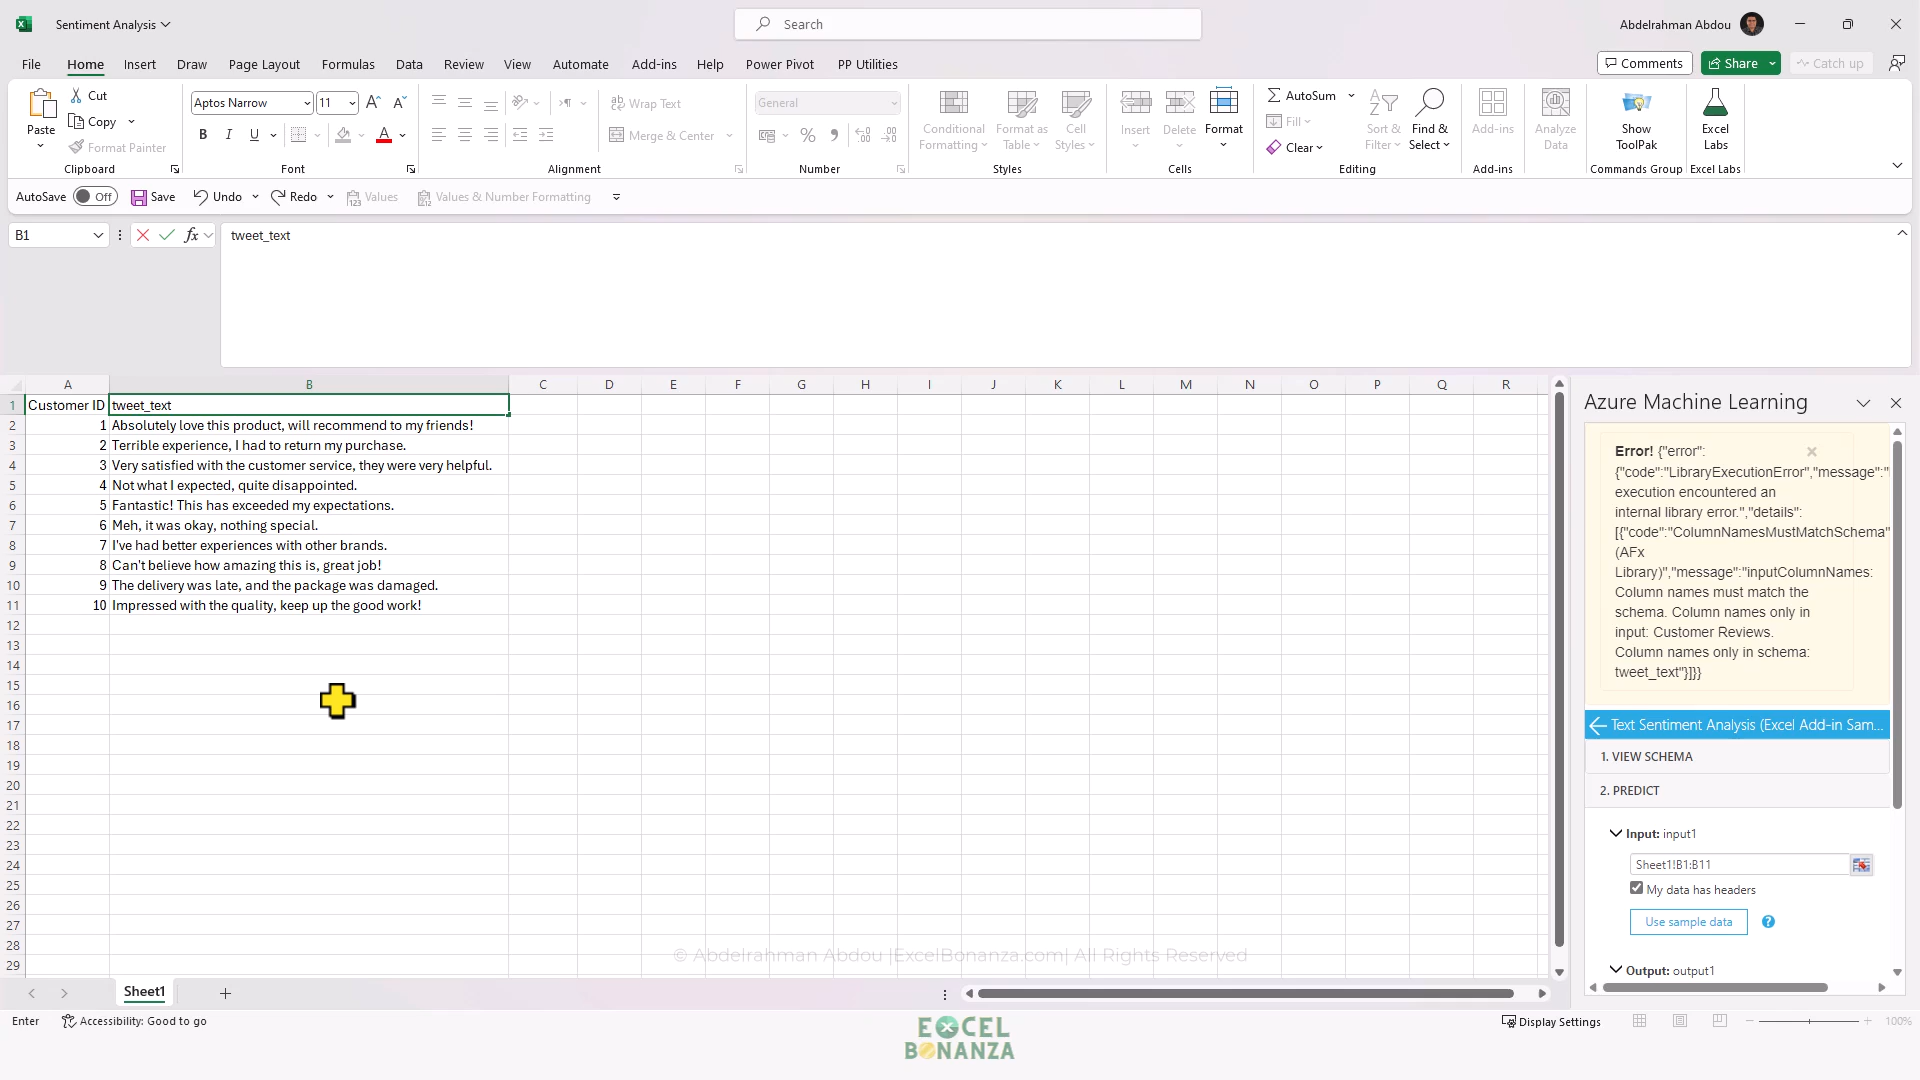 Sentiment Analysis
Search
Abdelrahman Abdou
File Home Insert Draw Page Layout Formulas Data Review View Automate Add-ins Help Power Pivot PP Utilities
Comments Share Catch up
Paste
Cut
Copy
Format Painter
Clipboard
Aptos Narrow 11
B I U
Font
Wrap Text
Merge & Center
Alignment
General
Number
Conditional Formatting
Format as Table
Cell Styles
Styles
Insert Delete Format
Cells
AutoSum
Fill
Clear
Sort & Filter
Find & Select
Editing
Add-ins
Add-ins
Analyze Data
Show ToolPak
Commands Group
Excel Labs
Excel Labs
AutoSave Off Save Undo Redo Values Values & Number Formatting
B1 fx tweet_text
A B C D E F G H I J K L M N O P Q R
1 Customer ID tweet_text
2 1 Absolutely love this product, will recommend to my friends!
3 2 Terrible experience, I had to return my purchase.
4 3 Very satisfied with the customer service, they were very helpful.
5 4 Not what I expected, quite disappointed.
6 5 Fantastic! This has exceeded my expectations.
7 6 Meh, it was okay, nothing special.
8 7 I've had better experiences with other brands.
9 8 Can't believe how amazing this is, great job!
10 9 The delivery was late, and the package was damaged.
11 10 Impressed with the quality, keep up the good work!
12
13
14
15
16
17
18
19
20
21
22
23
24
25
26
27
28
29
Azure Machine Learning
Error! {"error":
{"code":"LibraryExecutionError","message":"
execution encountered an
internal library error.","details":
[{"code":"ColumnNamesMustMatchSchema"
(AFx
Library)","message":"inputColumnNames:
Column names must match the
schema. Column names only in
input: Customer Reviews.
Column names only in schema:
tweet_text"}]}}
Text Sentiment Analysis (Excel Add-in Sam...
1. VIEW SCHEMA
2. PREDICT
Input: input1
Sheet1!B1:B11
My data has headers
Use sample data ?
Output: output1
© Abdelrahman Abdou |ExcelBonanza.com| All Rights Reserved
Sheet1
Enter Accessibility: Good to go
Display Settings 100%
EXCEL
BONANZA